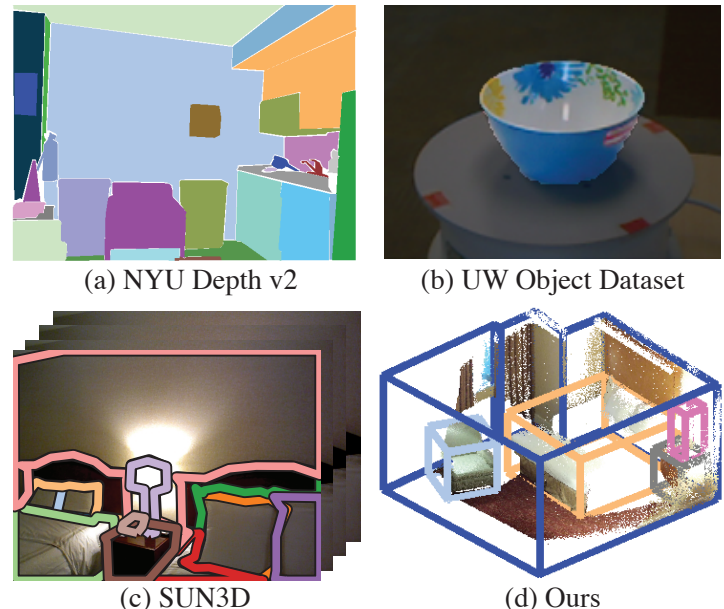 (a) NYU Depth v2
(b) UW Object Dataset
(c) SUN3D
(d) Ours